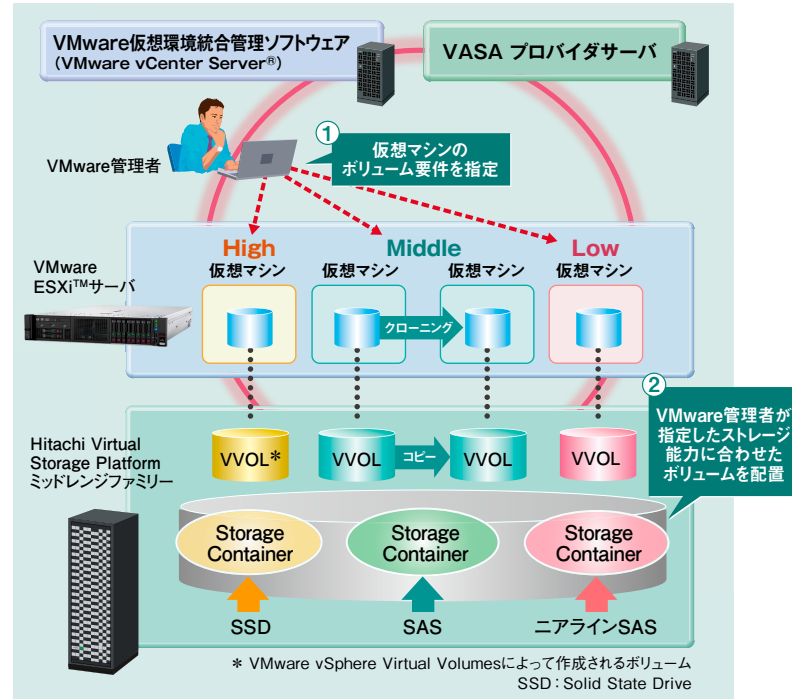 VMware仮想環境統合管理ソフトウェア
(VMware vCenter Server®)
VASA プロバイダサーバ
VMware管理者
①
仮想マシンの
ボリューム要件を指定
High
Middle
Low
仮想マシン
仮想マシン
仮想マシン
仮想マシン
VMware
ESXi™サーバ
クローニング
②
VMware管理者が
指定したストレージ
能力に合わせた
ボリュームを配置
Hitachi Virtual
Storage Platform
ミッドレンジファミリー
VVOL*
VVOL
コピー
VVOL
VVOL
Storage
Container
Storage
Container
Storage
Container
SSD
SAS
ニアラインSAS
* VMware vSphere Virtual Volumesによって作成されるボリューム
SSD：Solid State Drive